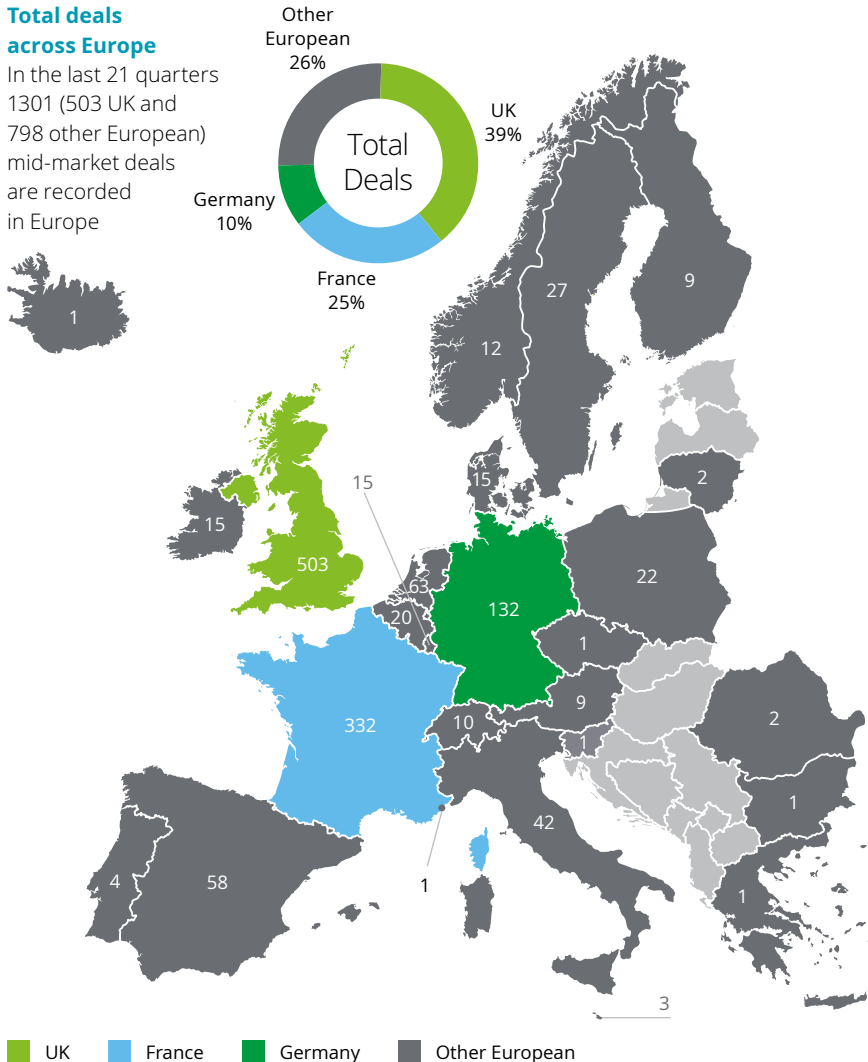 Total deals
across Europe
In the last 21 quarters
1301 (503 UK and
798 other European)
mid-market deals
are recorded
in Europe
Other
European
26%
UK
39%
Total
Deals
Germany
10%
France
25%
1
27
9
12
15
15
2
15
503
63
20
132
22
1
9
10
1
2
332
1
42
4
58
1
1
3
UK
France
Germany
Other European